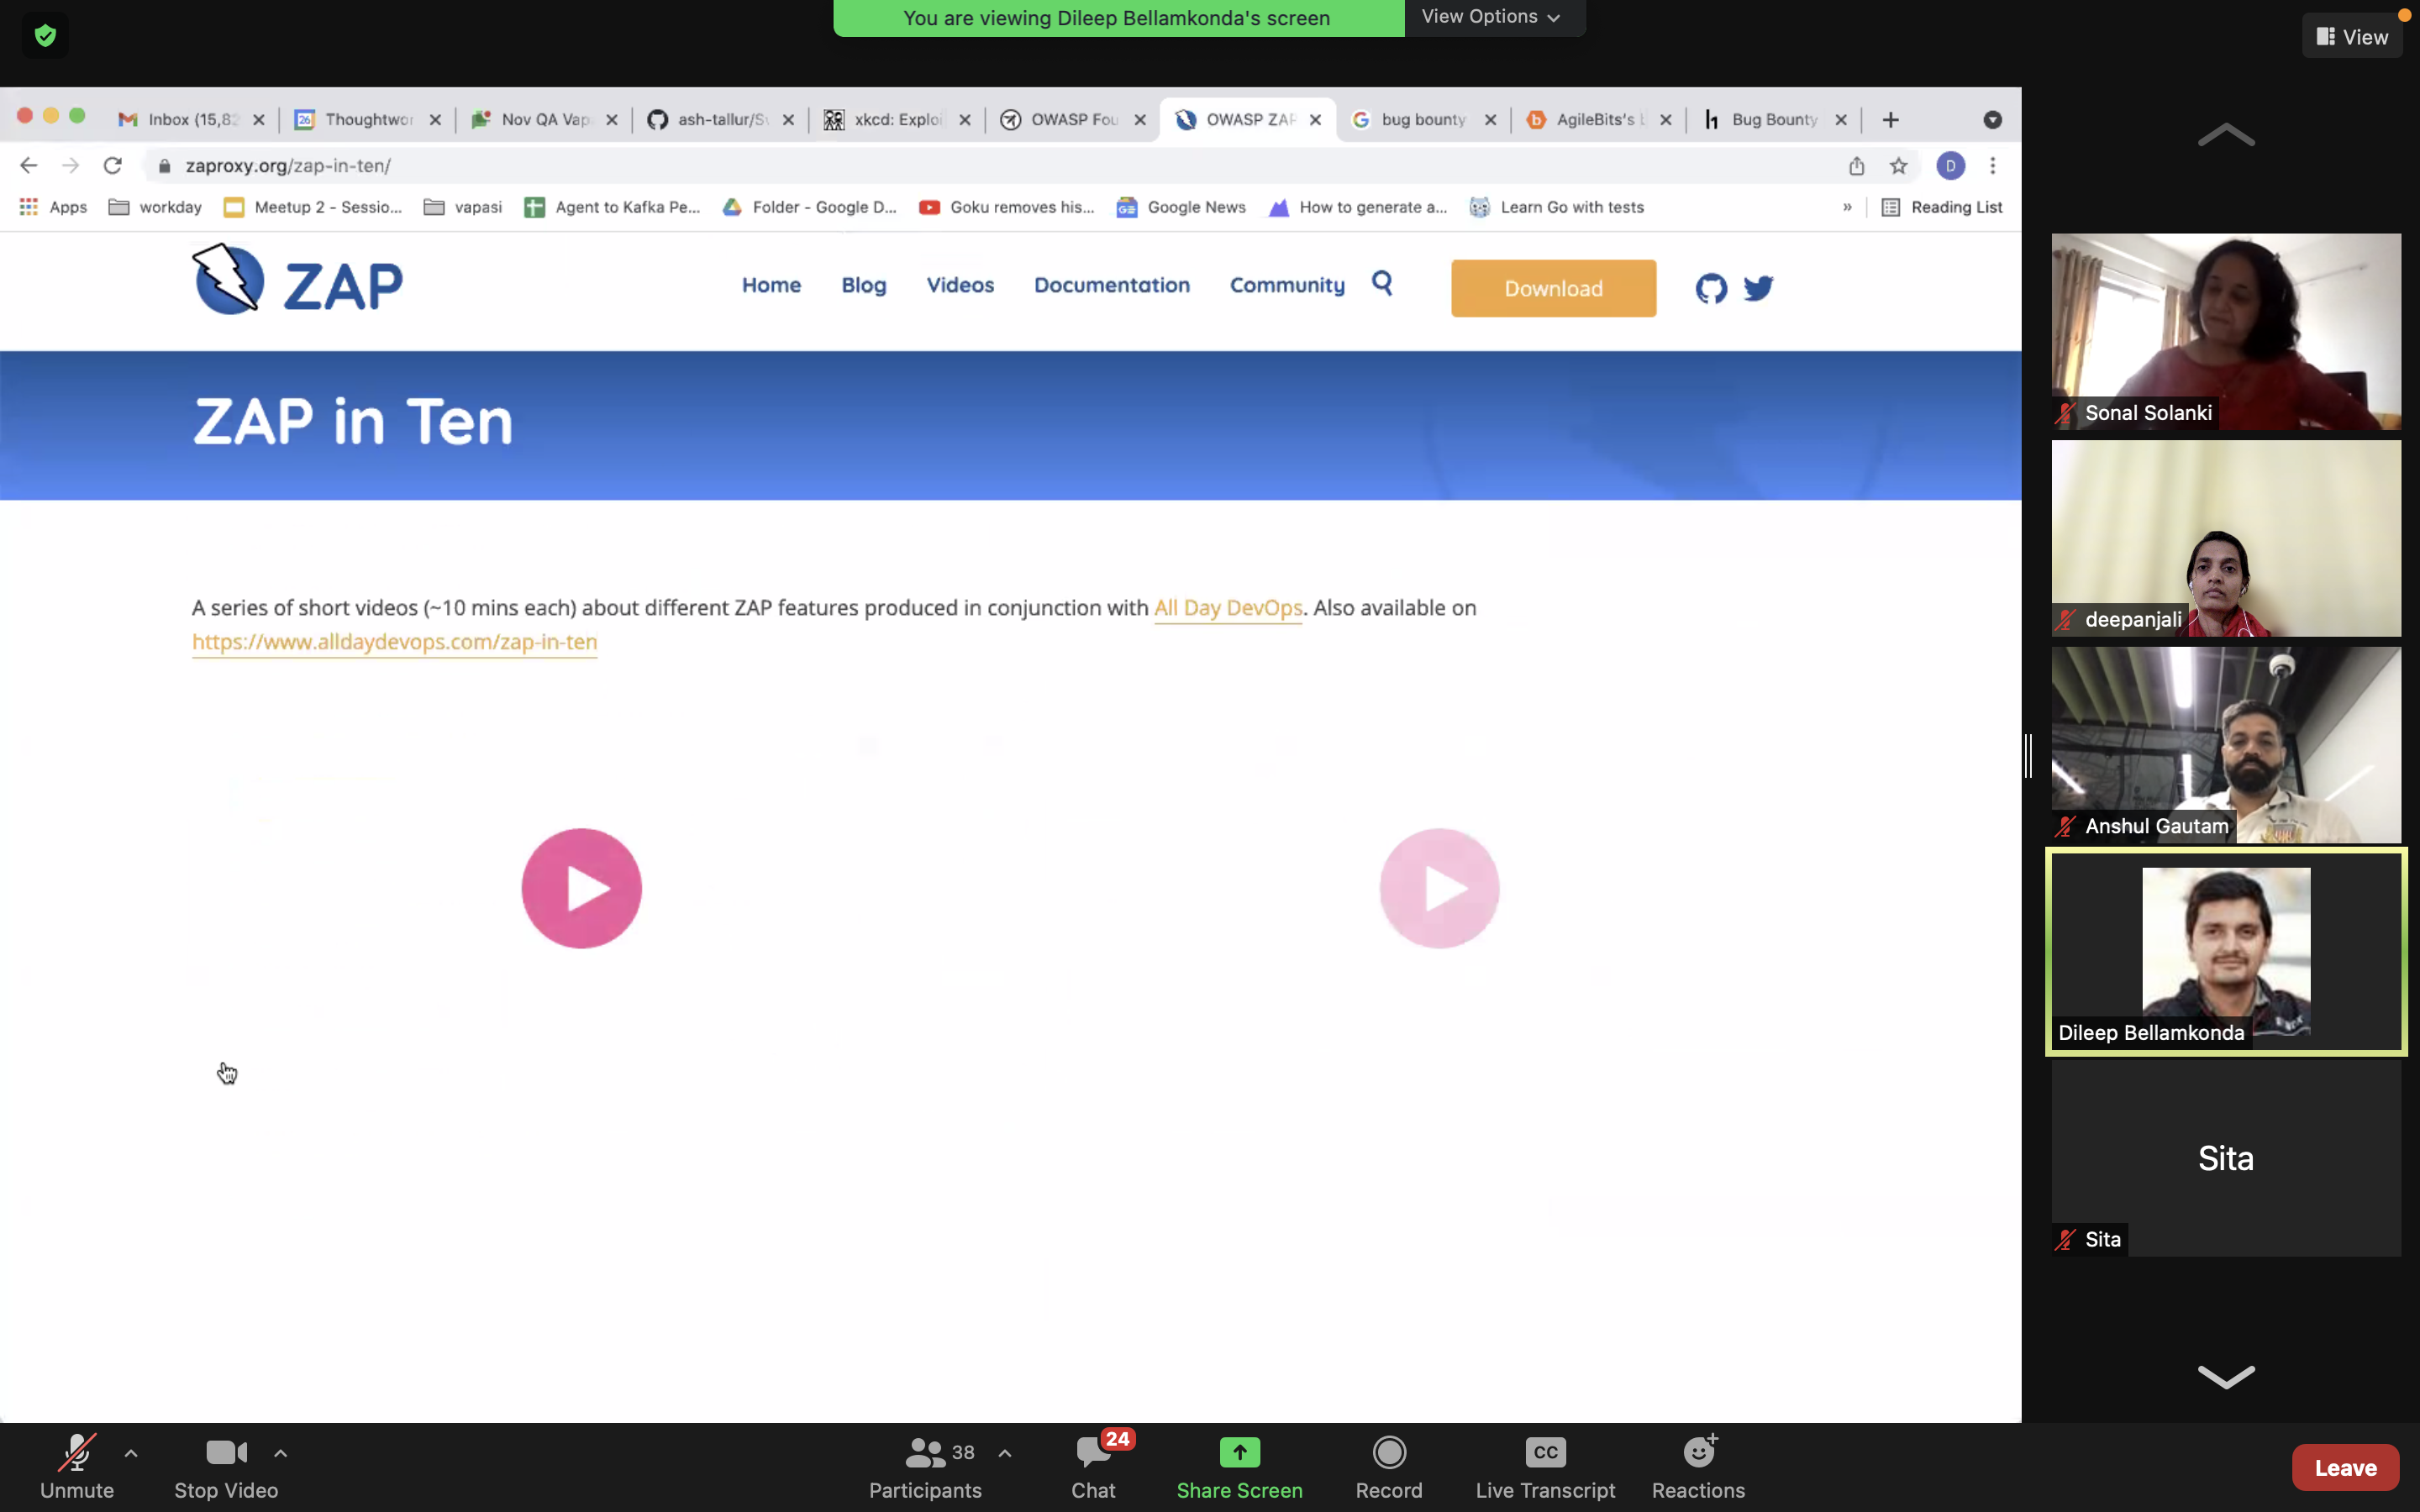 You are viewing Dileep Bellamkonda's screen
View Options
View
Inbox (15,82
Thoughtwor
Nov QA Vap
ash-tallur/S
xkcd: Exploi
OWASP Fou
OWASP ZAP
bug bounty
AgileBits's
Bug Bounty
zaproxy.org/zap-in-ten/
D
Apps
workday
Meetup 2 - Sessio...
vapasi
Agent to Kafka Pe...
Folder - Google D...
Goku removes his...
Google News
How to generate a...
Learn Go with tests
»
Reading List
ZAP
Home
Blog
Videos
Documentation
Community
Download
ZAP in Ten
A series of short videos (~10 mins each) about different ZAP features produced in conjunction with All Day DevOps. Also available on
https://www.alldaydevops.com/zap-in-ten
Sonal Solanki
deepanjali
Anshul Gautam
Dileep Bellamkonda
Sita
Sita
Unmute
Stop Video
38
Participants
24
Chat
Share Screen
Record
CC
Live Transcript
Reactions
Leave